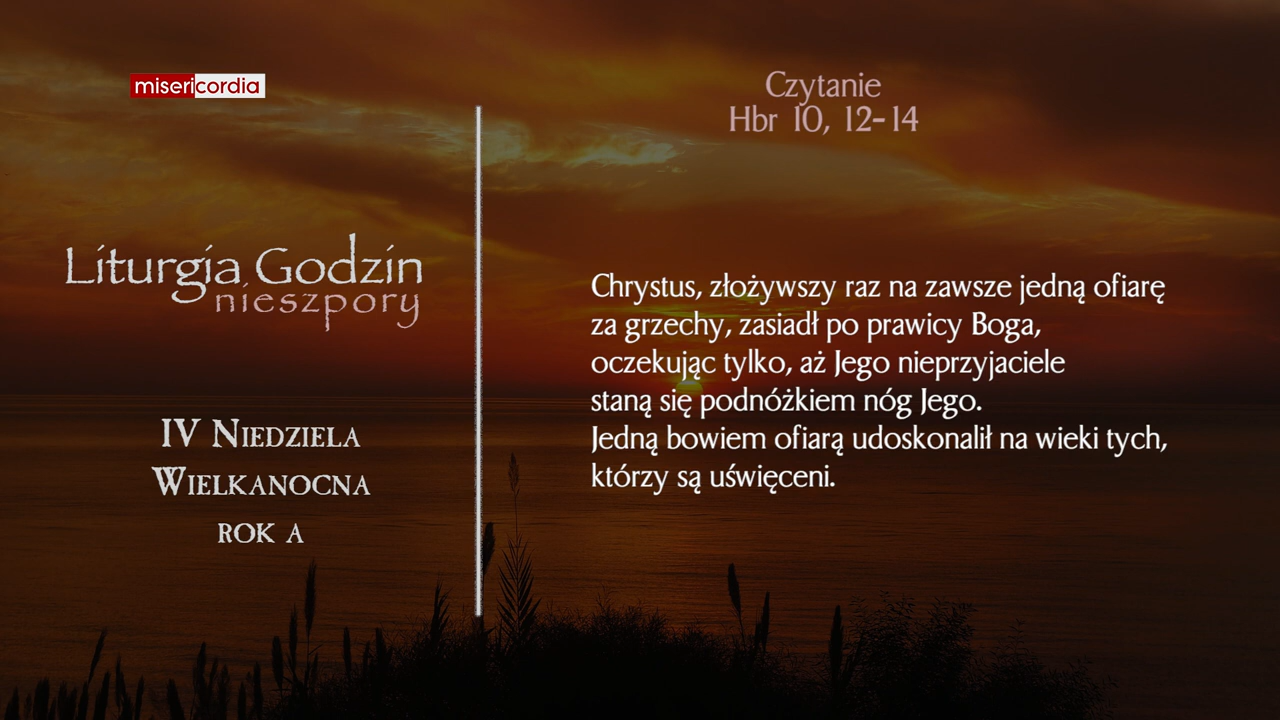 misericordia
Liturgia Godzin
nieszpory
IV Niedziela
Wielkanocna
rok a
Czytanie
Hbr 10, 12-14
Chrystus, złożywszy raz na zawsze jedną ofiarę
za grzechy, zasiadł po prawicy Boga,
oczekując tylko, aż Jego nieprzyjaciele
staną się podnóżkiem nóg Jego.
Jedną bowiem ofiarą udoskonalił na wieki tych,
którzy są uświęceni.